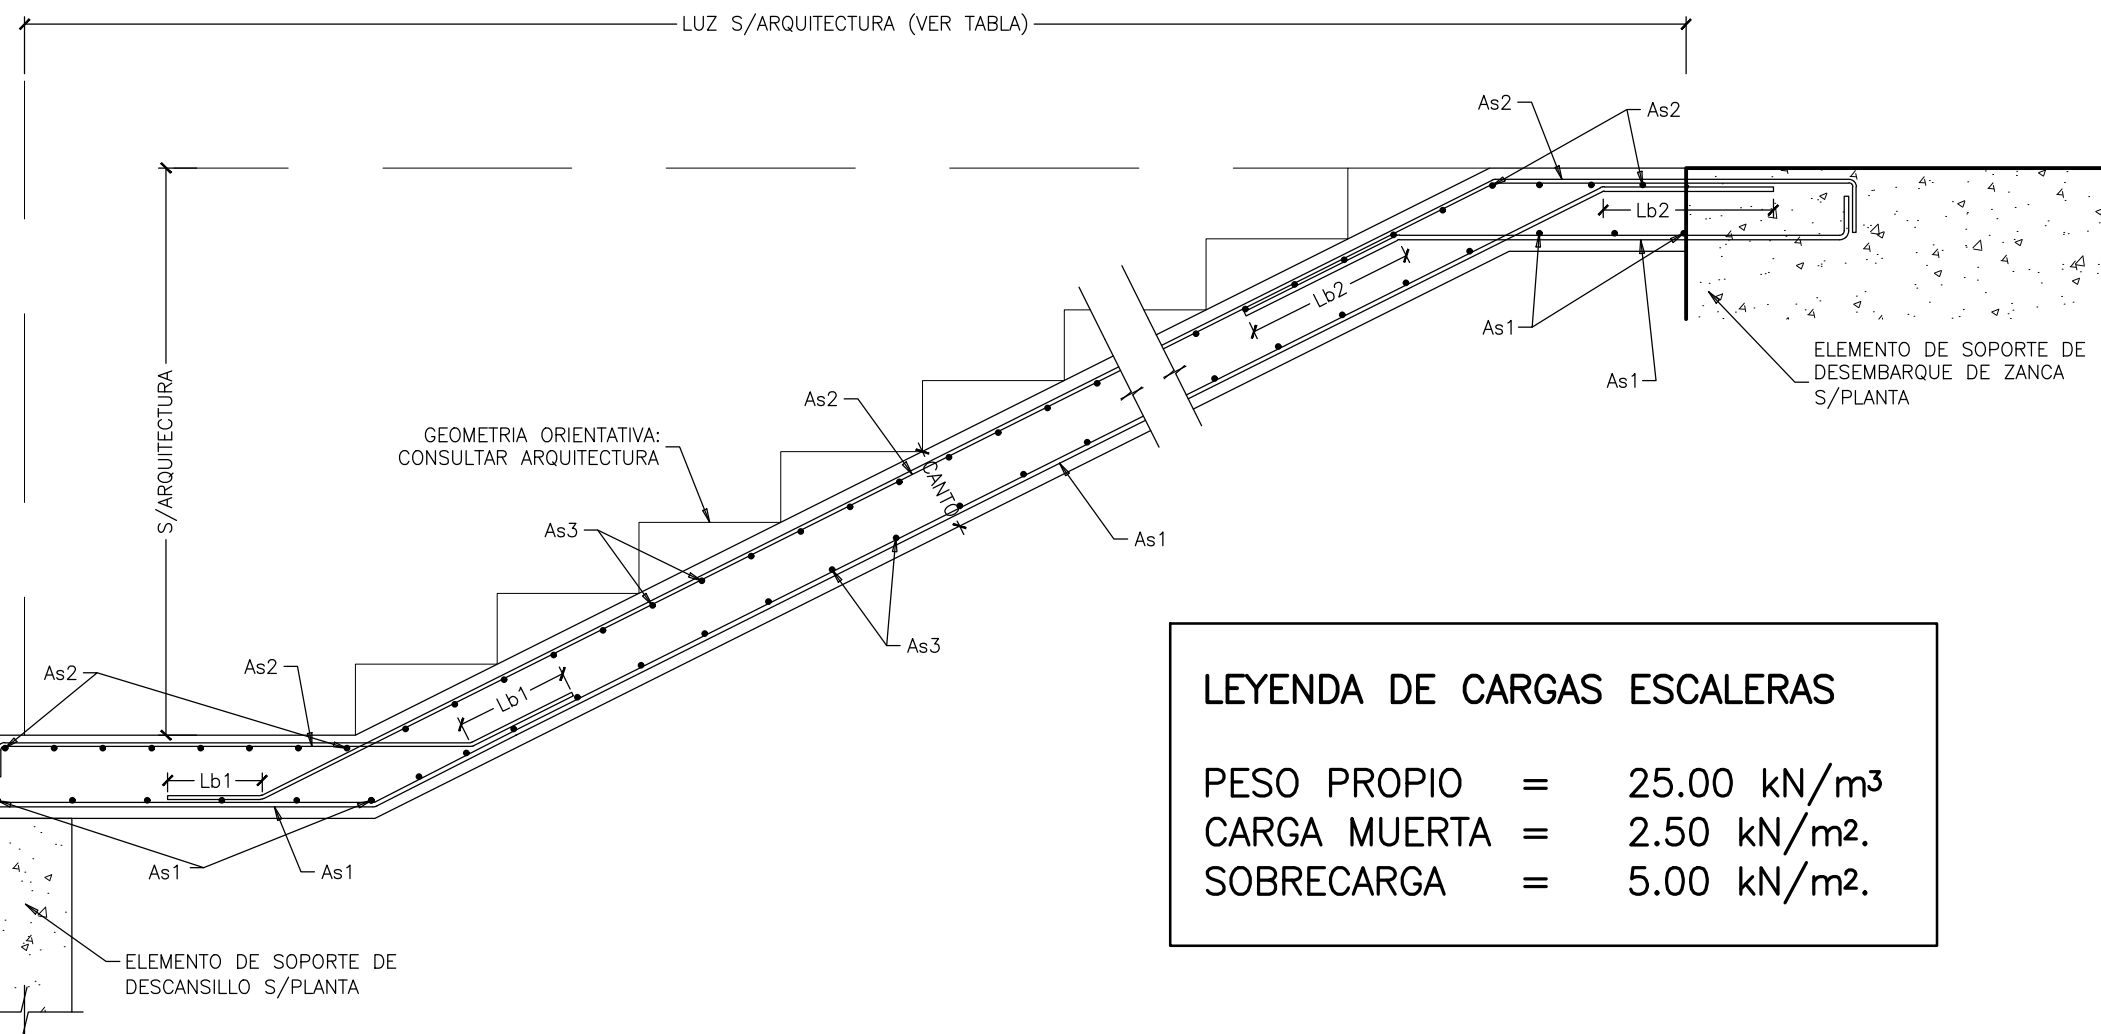 LUZ S/ARQUITECTURA (VER TABLA)
As2
As2
Lb2
Lb2
As1
As1
ELEMENTO DE SOPORTE DE
DESEMBARQUE DE ZANCA
S/PLANTA
S/ARQUITECTURA
As2
GEOMETRIA ORIENTATIVA:
CONSULTAR ARQUITECTURA
CANTO
As3
As1
As3
As2
As2
Lb1
Lb1
As1
As1
ELEMENTO DE SOPORTE DE
DESCANSILLO S/PLANTA
LEYENDA DE CARGAS ESCALERAS
PESO PROPIO = 25.00 kN/m3
CARGA MUERTA = 2.50 kN/m2.
SOBRECARGA = 5.00 kN/m2.